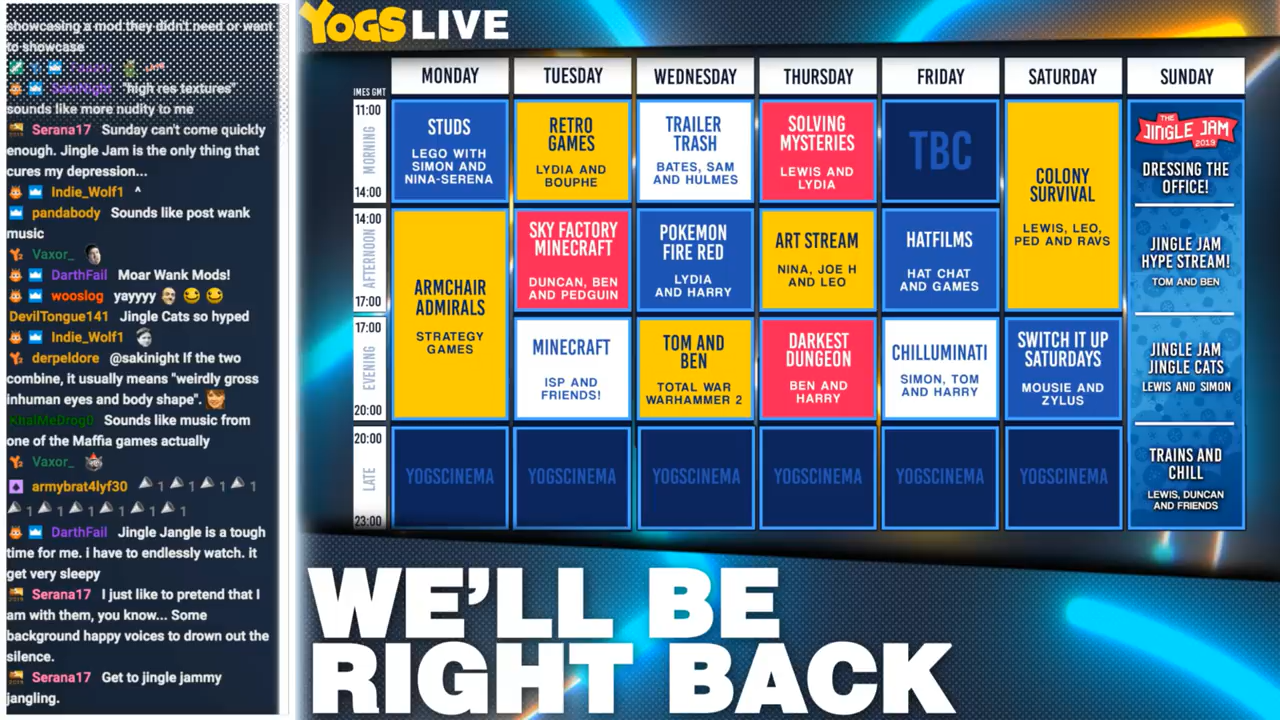 showcasing a mod they didn't need or want
to showcase
"high res textures"
sounds like more nudity to me
Serana17 Sunday can't come quickly
enough. Jingle Jam is the only thing that
cures my depression...
Indie_Wolf1 ^
pandabody Sounds like post wank
music
Vaxor_
DarthFail Moar Wank Mods!
wooslog yayyyy
DevilTongue141 Jingle Cats so hyped
Indie_Wolf1
derpeldore @sakinight If the two
combine, it usually means "weirdly gross
inhuman eyes and body shape".
KhalMeDrogO Sounds like music from
one of the Maffia games actually
Vaxor_
armybrat4lyf30 1 1 1 1
1 1 1 1 1 1
DarthFail Jingle Jangle is a tough
time for me. i have to endlessly watch. it
get very sleepy
Serana17 I just like to pretend that I
am with them, you know... Some
background happy voices to drown out the
silence.
Serana17 Get to jingle jammy
jangling.
YOGS LIVE
IMES GMT
MONDAY TUESDAY WEDNESDAY THURSDAY FRIDAY SATURDAY SUNDAY
11:00
MORNING
14:00
14:00
AFTERNOON
17:00
17:00
EVENING
20:00
20:00
LATE
23:00
STUDS
LEGO WITH
SIMON AND
NINA-SERENA
ARMCHAIR
ADMIRALS
STRATEGY
GAMES
YOGSCINEMA
RETRO
GAMES
LYDIA AND
BOUPHE
SKY FACTORY
MINECRAFT
DUNCAN, BEN
AND PEDGUIN
MINECRAFT
ISP AND
FRIENDS!
YOGSCINEMA
TRAILER
TRASH
BATES, SAM
AND HULMES
POKEMON
FIRE RED
LYDIA
AND HARRY
TOM AND
BEN
TOTAL WAR
WARHAMMER 2
YOGSCINEMA
SOLVING
MYSTERIES
LEWIS AND
LYDIA
ART STREAM
NINA, JOE H
AND LEO
DARKEST
DUNGEON
BEN AND
HARRY
YOGSCINEMA
TBC
HATFILMS
HAT CHAT
AND GAMES
CHILLUMINATI
SIMON, TOM
AND HARRY
YOGSCINEMA
COLONY
SURVIVAL
LEWIS, LEO,
PED AND RAVS
SWITCH IT UP
SATURDAYS
MOUSIE AND
ZYLUS
YOGSCINEMA
THE
JINGLE JAM
2019
DRESSING THE
OFFICE!
JINGLE JAM
HYPE STREAM!
TOM AND BEN
JINGLE JAM
JINGLE CATS
LEWIS AND SIMON
TRAINS AND
CHILL
LEWIS, DUNCAN
AND FRIENDS
WE'LL BE
RIGHT BACK